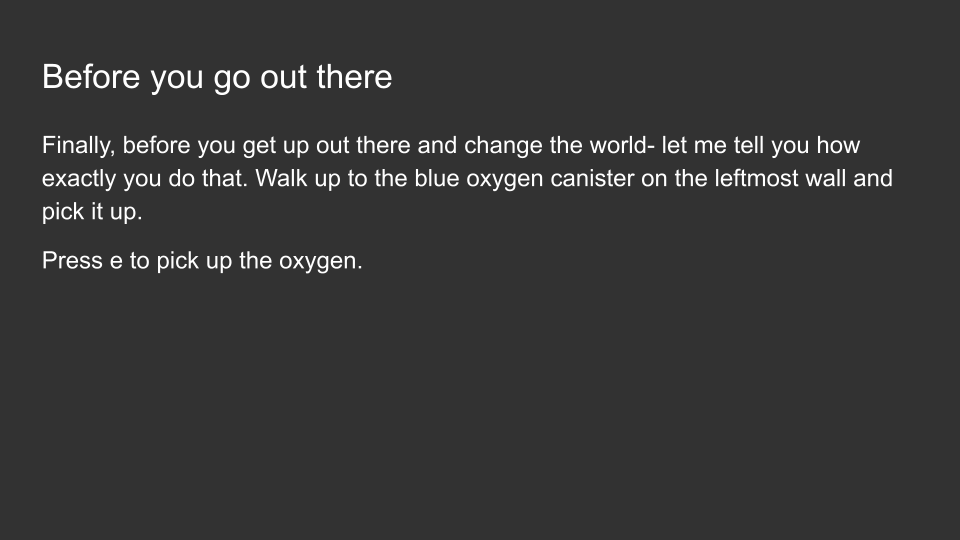 Before you go out there
Finally, before you get up out there and change the world- let me tell you how
exactly you do that. Walk up to the blue oxygen canister on the leftmost wall and
pick it up.
Press e to pick up the oxygen.